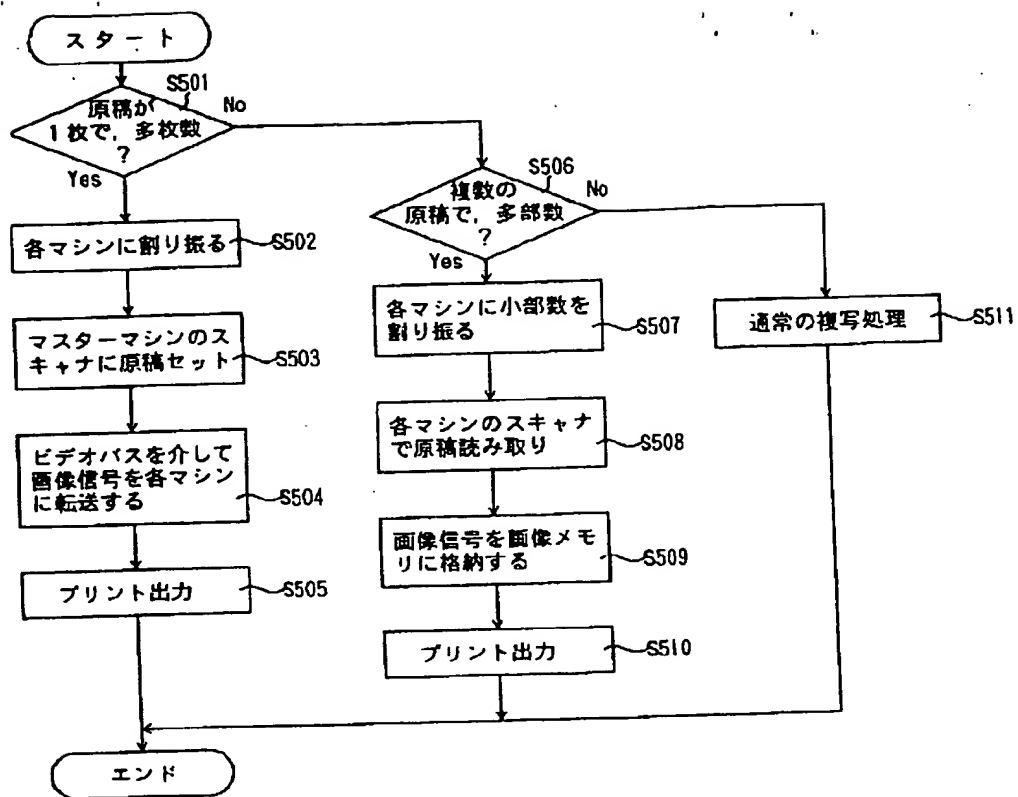 スタート
S501
原稿が
1枚で,多枚数
?
No
Yes
各マシンに割り振る
S502
マスターマシンのス
キャナに原稿セット
S503
ビデオバスを介して
画像信号を各マシン
に転送する
S504
プリント出力
S505
S506
複数の
原稿で,多部数
?
No
Yes
各マシンに小部数を
割り振る
S507
各マシンのスキャナ
で原稿読み取り
S508
画像信号を画像メモ
リに格納する
S509
プリント出力
S510
通常の複写処理
S511
エンド